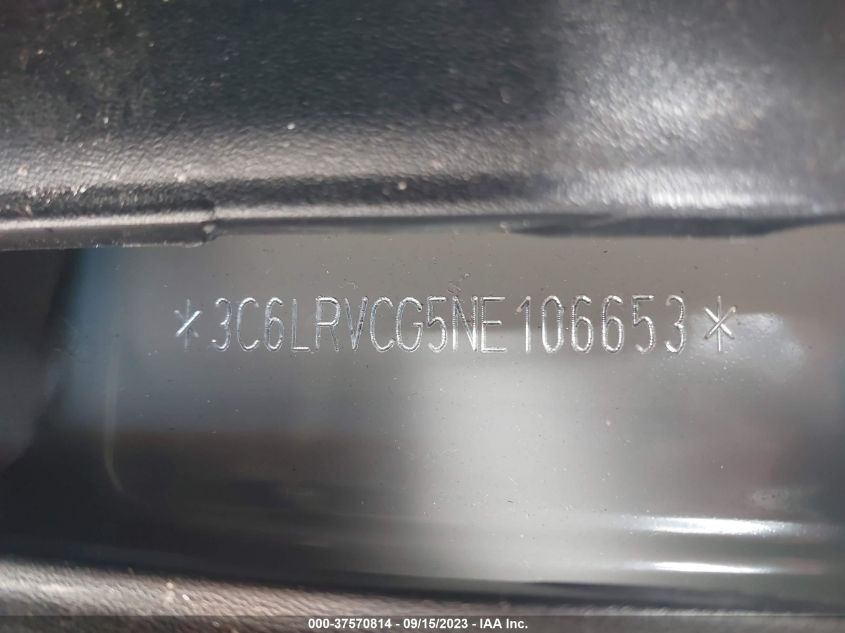 *3C6LRVCG5NE106653*
000-37570814 - 09/15/2023 - IAA Inc.